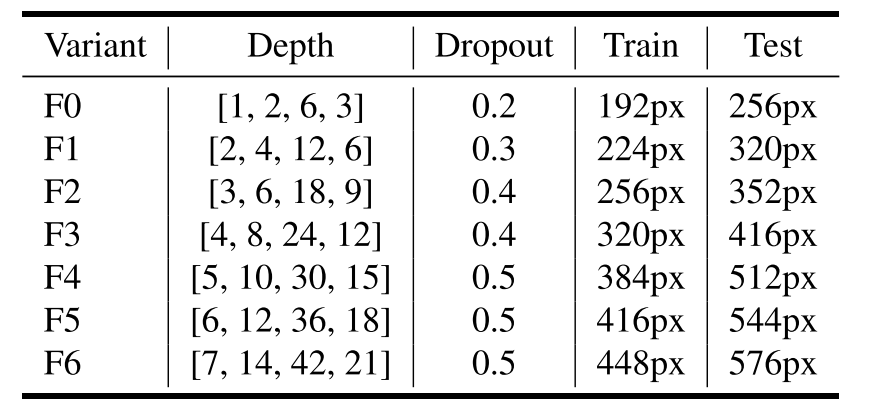 Variant Depth Dropout Train Test
F0 [1, 2, 6, 3] 0.2 192px 256px
F1 [2, 4, 12, 6] 0.3 224px 320px
F2 [3, 6, 18, 9] 0.4 256px 352px
F3 [4, 8, 24, 12] 0.4 320px 416px
F4 [5, 10, 30, 15] 0.5 384px 512px
F5 [6, 12, 36, 18] 0.5 416px 544px
F6 [7, 14, 42, 21] 0.5 448px 576px